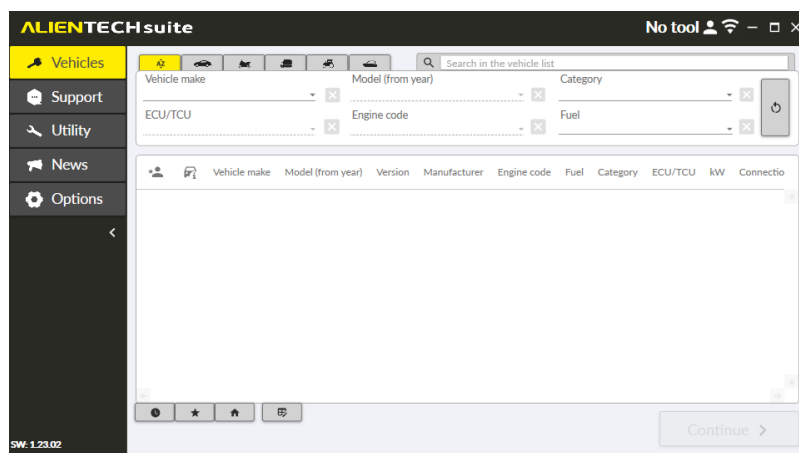 ALIENTECH suite
No tool
Vehicles
Support
Utility
News
Options
SW: 1.23.02
Search in the vehicle list
Vehicle make
Model (from year)
Category
ECU/TCU
Engine code
Fuel
Vehicle make Model (from year) Version Manufacturer Engine code Fuel Category ECU/TCU kW Connectio
Continue